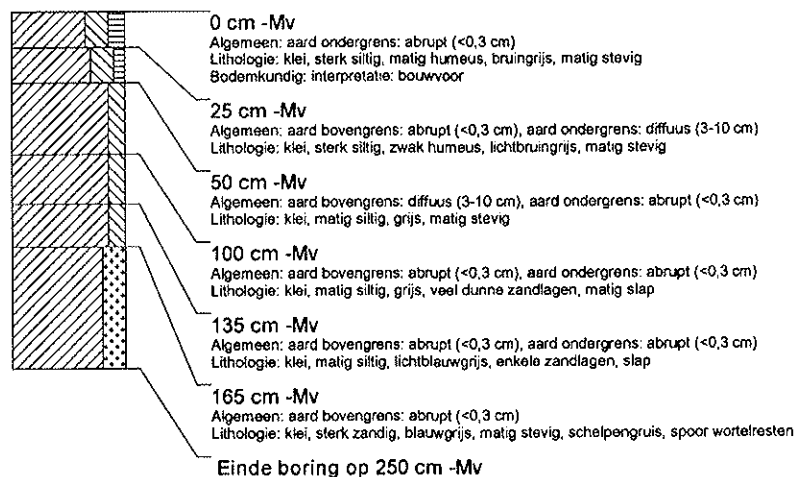 0 cm -Mv
Algemeen: aard ondergrens: abrupt (<0,3 cm)
Lithologie: klei, sterk siltig, matig humeus, bruingrijs, matig stevig
Bodemkundig: interpretatie: bouwvoor
25 cm -Mv
Algemeen: aard bovengrens: abrupt (<0,3 cm), aard ondergrens: diffuus (3-10 cm)
Lithologie: klei, sterk siltig, zwak humeus, lichtbruingrijs, matig stevig
50 cm -Mv
Algemeen: aard bovengrens: diffuus (3-10 cm), aard ondergrens: abrupt (<0,3 cm)
Lithologie: klei, matig siltig, grijs, matig stevig
100 cm -Mv
Algemeen: aard bovengrens: abrupt (<0,3 cm), aard ondergrens: abrupt (<0,3 cm)
Lithologie: klei, matig siltig, grijs, veel dunne zandlagen, matig slap
135 cm -Mv
Algemeen: aard bovengrens: abrupt (<0,3 cm), aard ondergrens: abrupt (<0,3 cm)
Lithologie: klei, matig siltig, lichtblauwgrijs, enkele zandlagen, slap
165 cm -Mv
Algemeen: aard bovengrens: abrupt (<0,3 cm)
Lithologie: klei, sterk zandig, blauwgrijs, matig stevig, schelpengruis, spoor wortelresten
Einde boring op 250 cm -Mv